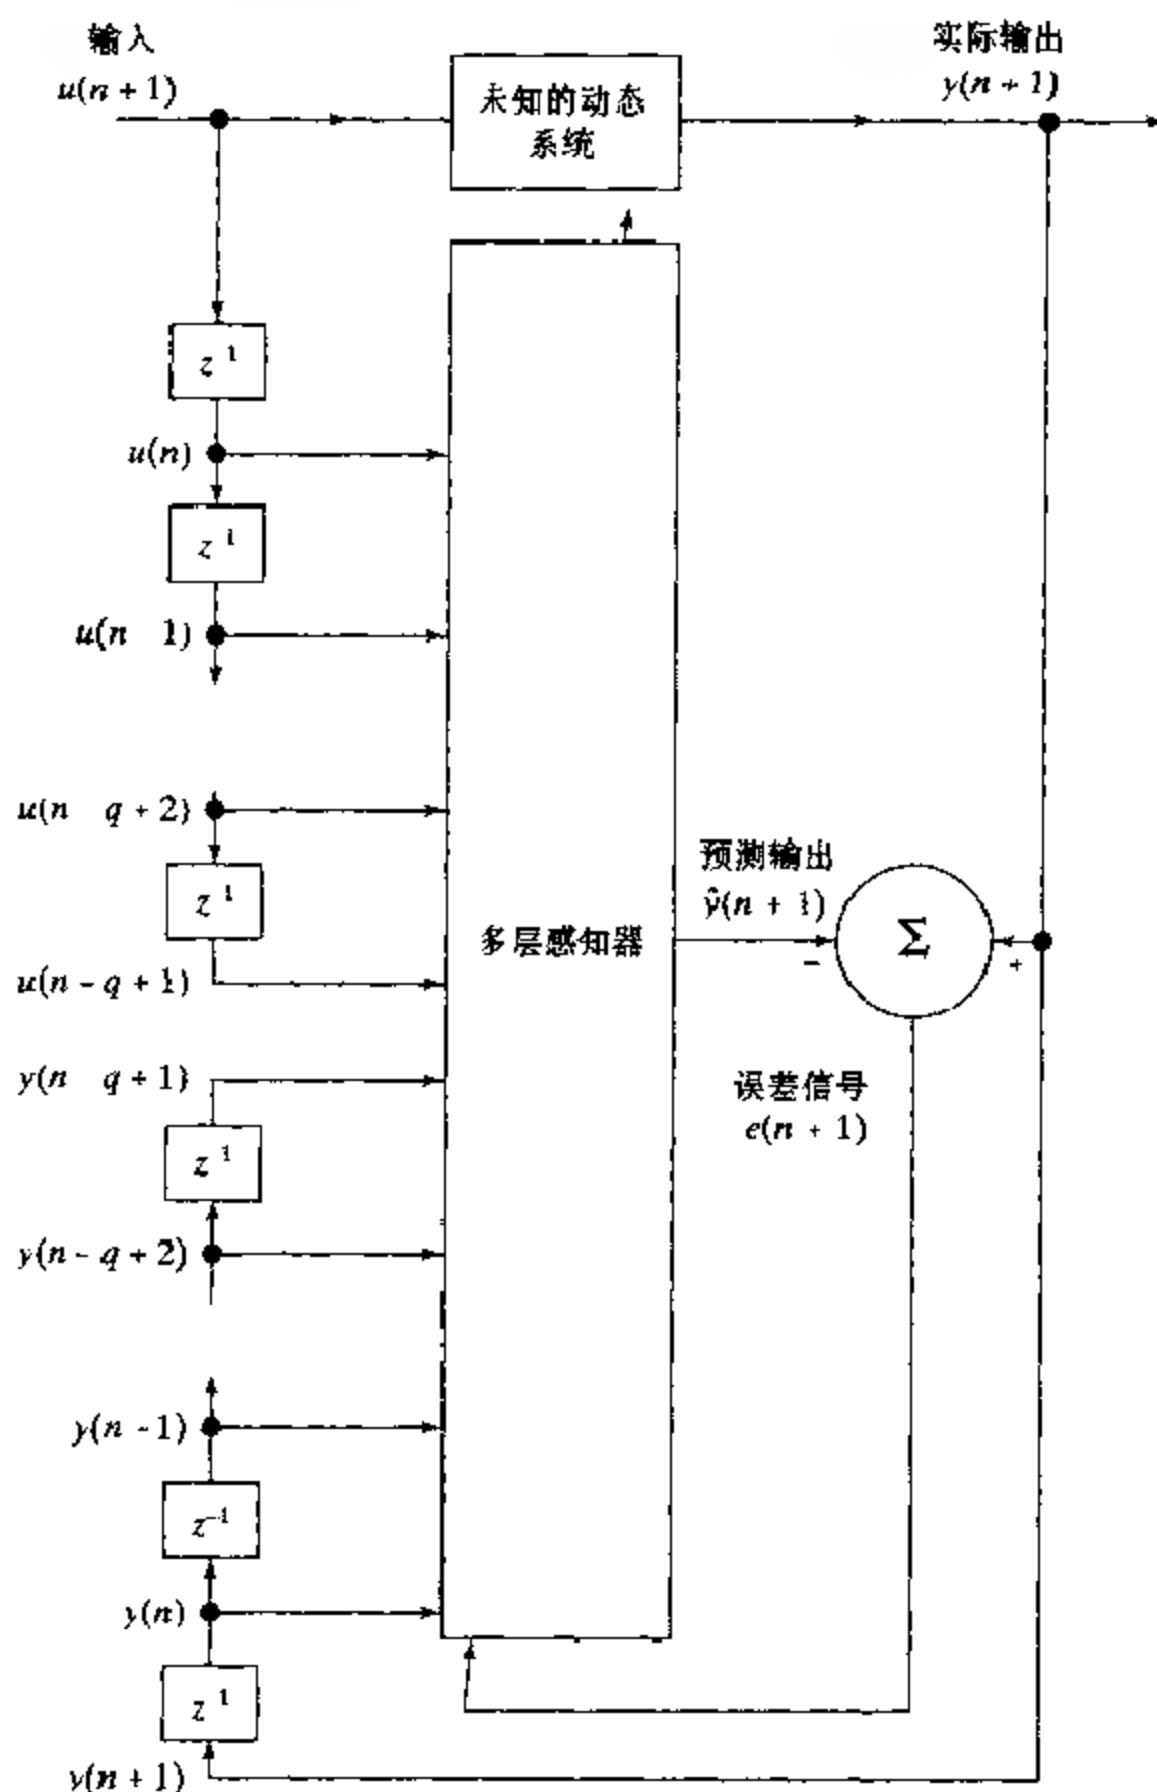 输入
u(n + 1)
实际输出
y(n + 1)
未知的动态
系统
z⁻¹
u(n)
z⁻¹
u(n 1)
u(n q + 2)
z⁻¹
u(n - q + 1)
多层感知器
预测输出
ŷ(n + 1)
Σ
-
+
误差信号
e(n + 1)
y(n q + 1)
z⁻¹
y(n - q + 2)
y(n - 1)
z⁻¹
y(n)
z⁻¹
y(n + 1)